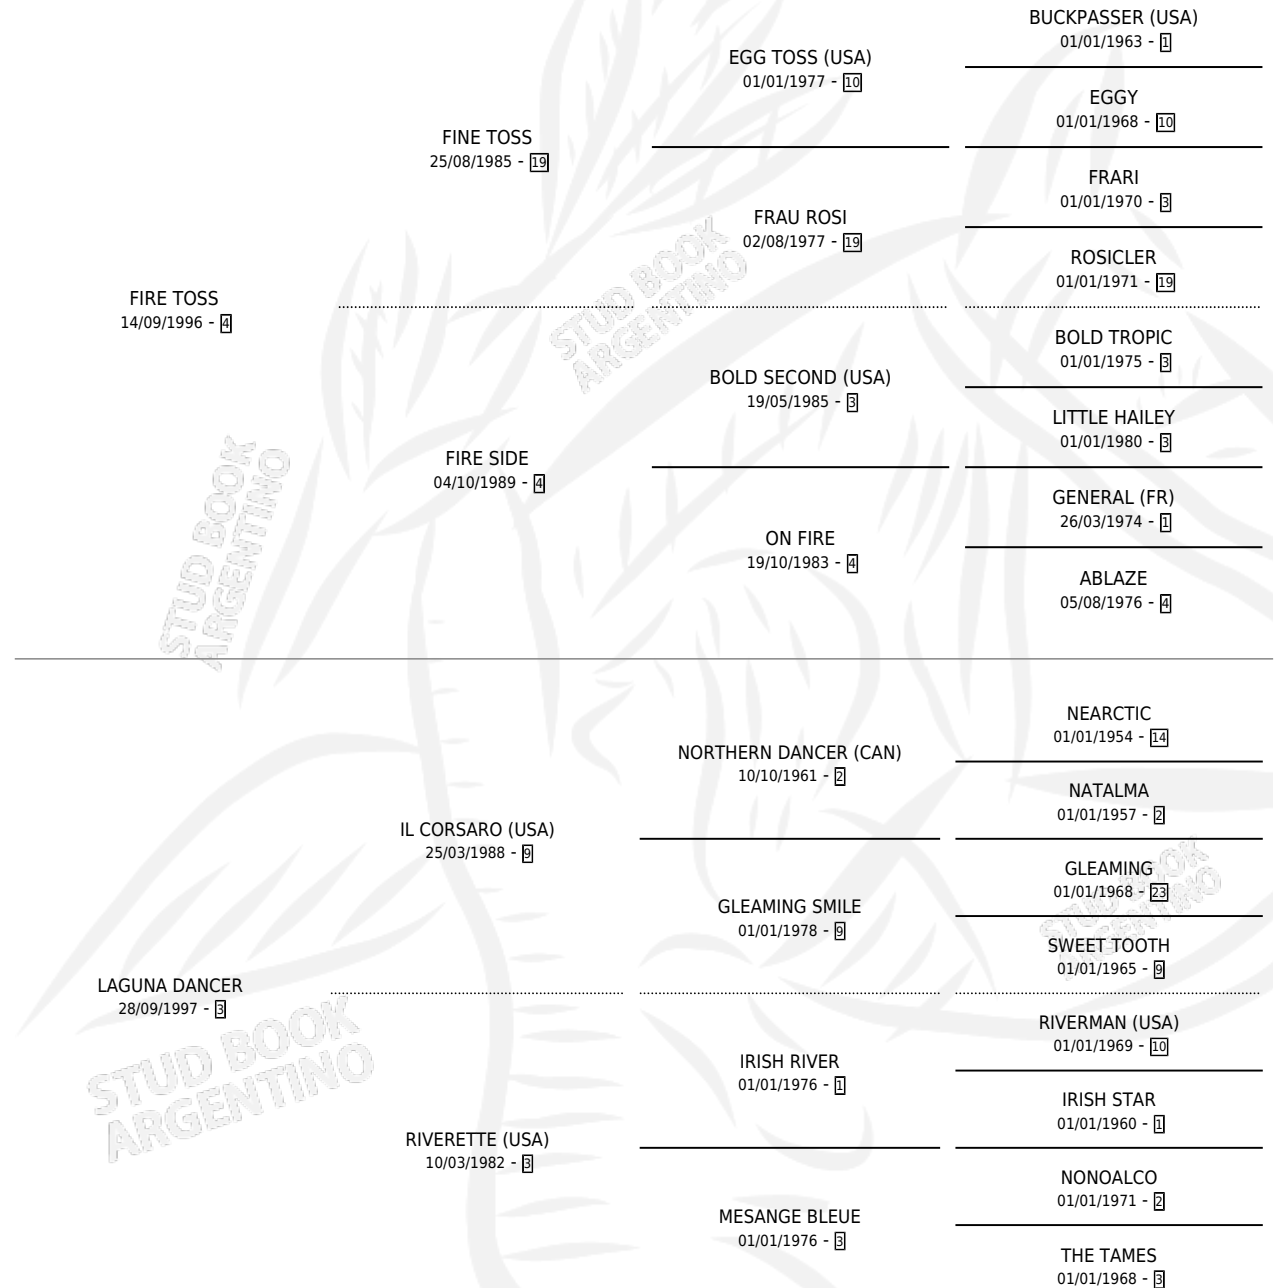 BUCKPASSER (USA)
01/01/1963 - 1
EGG TOSS (USA)
01/01/1977 - 10
EGGY
01/01/1968 - 10
FINE TOSS
25/08/1985 - 19
FRARI
01/01/1970 - 3
FRAU ROSI
02/08/1977 - 19
ROSICLER
01/01/1971 - 19
FIRE TOSS
14/09/1996 - 4
BOLD TROPIC
01/01/1975 - 3
BOLD SECOND (USA)
19/05/1985 - 3
LITTLE HAILEY
01/01/1980 - 3
FIRE SIDE
04/10/1989 - 4
GENERAL (FR)
26/03/1974 - 1
ON FIRE
19/10/1983 - 4
ABLAZE
05/08/1976 - 4
NEARCTIC
01/01/1954 - 14
NORTHERN DANCER (CAN)
10/10/1961 - 2
NATALMA
01/01/1957 - 2
IL CORSARO (USA)
25/03/1988 - 9
GLEAMING
01/01/1968 - 23
GLEAMING SMILE
01/01/1978 - 9
SWEET TOOTH
01/01/1965 - 9
LAGUNA DANCER
28/09/1997 - 3
RIVERMAN (USA)
01/01/1969 - 10
IRISH RIVER
01/01/1976 - 1
IRISH STAR
01/01/1960 - 1
RIVERETTE (USA)
10/03/1982 - 3
NONOALCO
01/01/1971 - 2
MESANGE BLEUE
01/01/1976 - 3
THE TAMES
01/01/1968 - 3
STUD BOOK
ARGENTINO
STUD BOOK
ARGENTINO
STUD BOOK
ARGENTINO
STUD BOOK
ARGENTINO